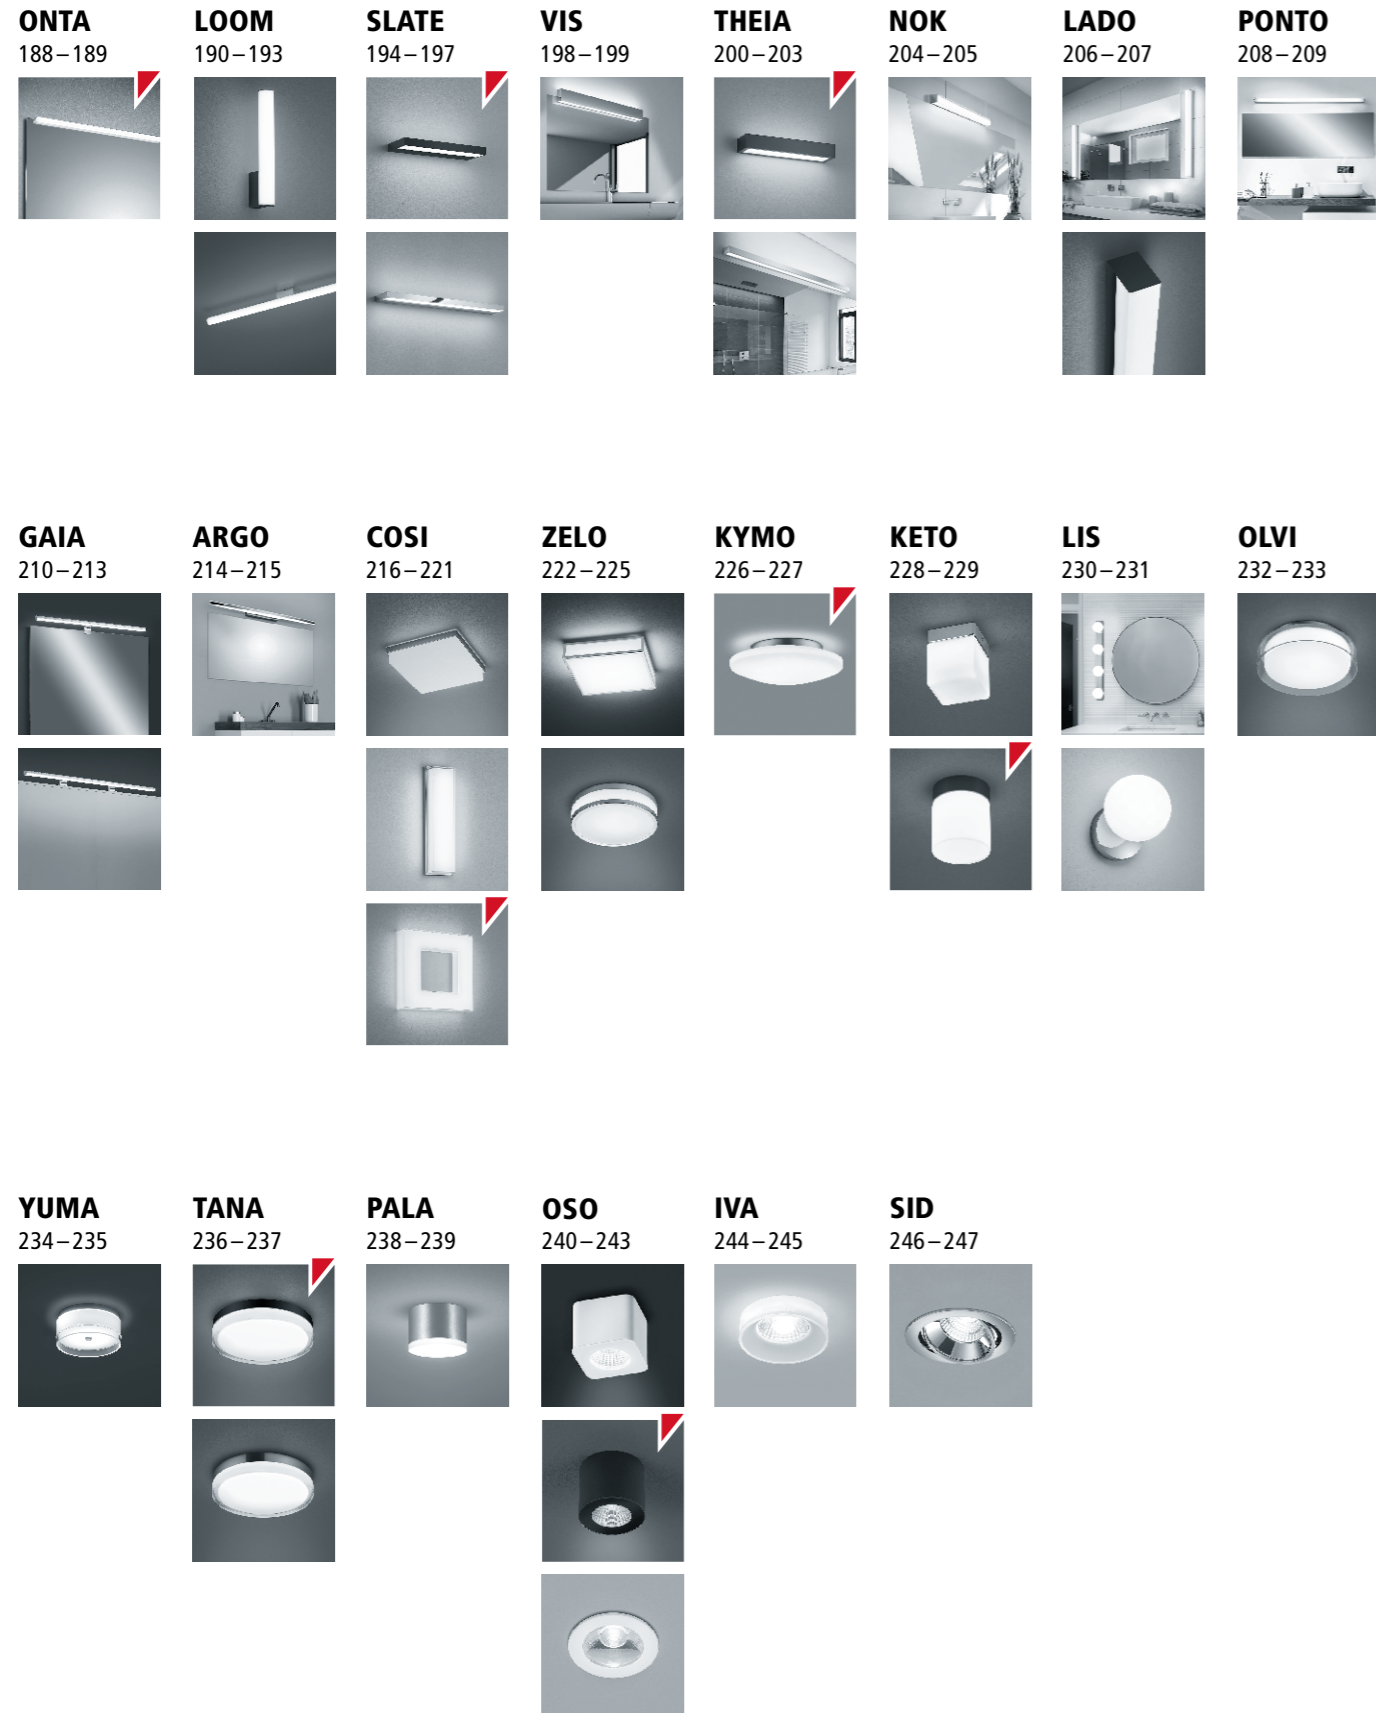 ONTA
188–189
LOOM
190–193
SLATE
194–197
VIS
198–199
THEIA
200–203
NOK
204–205
LADO
206–207
PONTO
208–209
GAIA
210–213
ARGO
214–215
COSI
216–221
ZELO
222–225
KYMO
226–227
KETO
228–229
LIS
230–231
OLVI
232–233
YUMA
234–235
TANA
236–237
PALA
238–239
OSO
240–243
IVA
244–245
SID
246–247